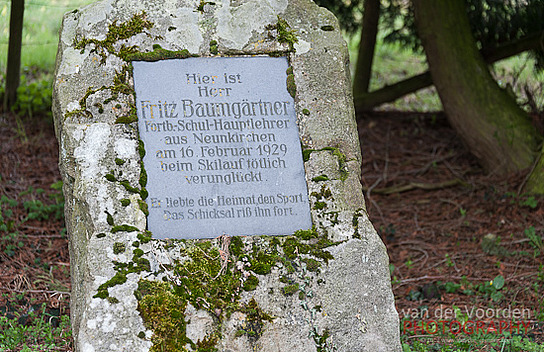 Hier ist
Herr
Fritz Baumgärtner
Fortb.-Schul-Hauptlehrer
aus Neunkirchen
am 16. Februar 1929
beim Skilauf tötlich
verunglückt.
Er liebte die Heimat, den Sport,
Das Schicksal riß ihn fort.
© van der Voorden
PHOTOGRAPHY